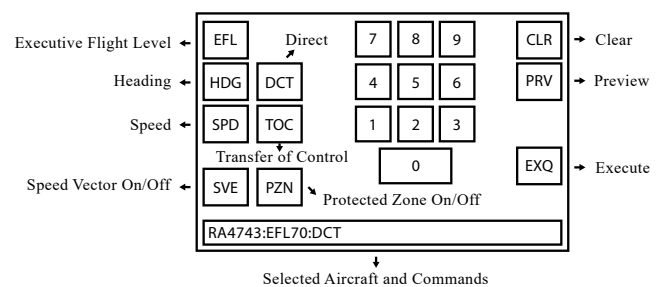 Executive Flight Level EFL Direct 7 8 9 CLR Clear
Heading HDG DCT 4 5 6 PRV Preview
Speed SPD TOC 1 2 3
Transfer of Control 0 EXQ Execute
Speed Vector On/Off SVE PZN Protected Zone On/Off
RA4743:EFL70:DCT
Selected Aircraft and Commands